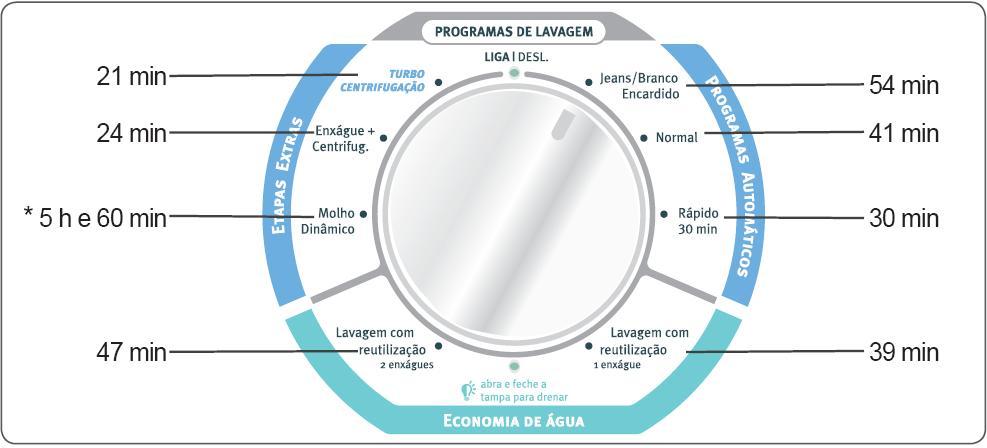 PROGRAMAS DE LAVAGEM
LIGA | DESL.
21 min
TURBO
CENTRIFUGAÇÃO
Jeans/Branco
Encardido
54 min
24 min
Enxágue +
Centrifug.
Normal
41 min
ETAPAS EXTRAS
PROGRAMAS AUTOMÁTICOS
* 5 h e 60 min
Molho
Dinâmico
Rápido
30 min
30 min
47 min
Lavagem com
reutilização
2 enxágues
Lavagem com
reutilização
1 enxágue
39 min
abra e feche a
tampa para drenar
ECONOMIA DE ÁGUA